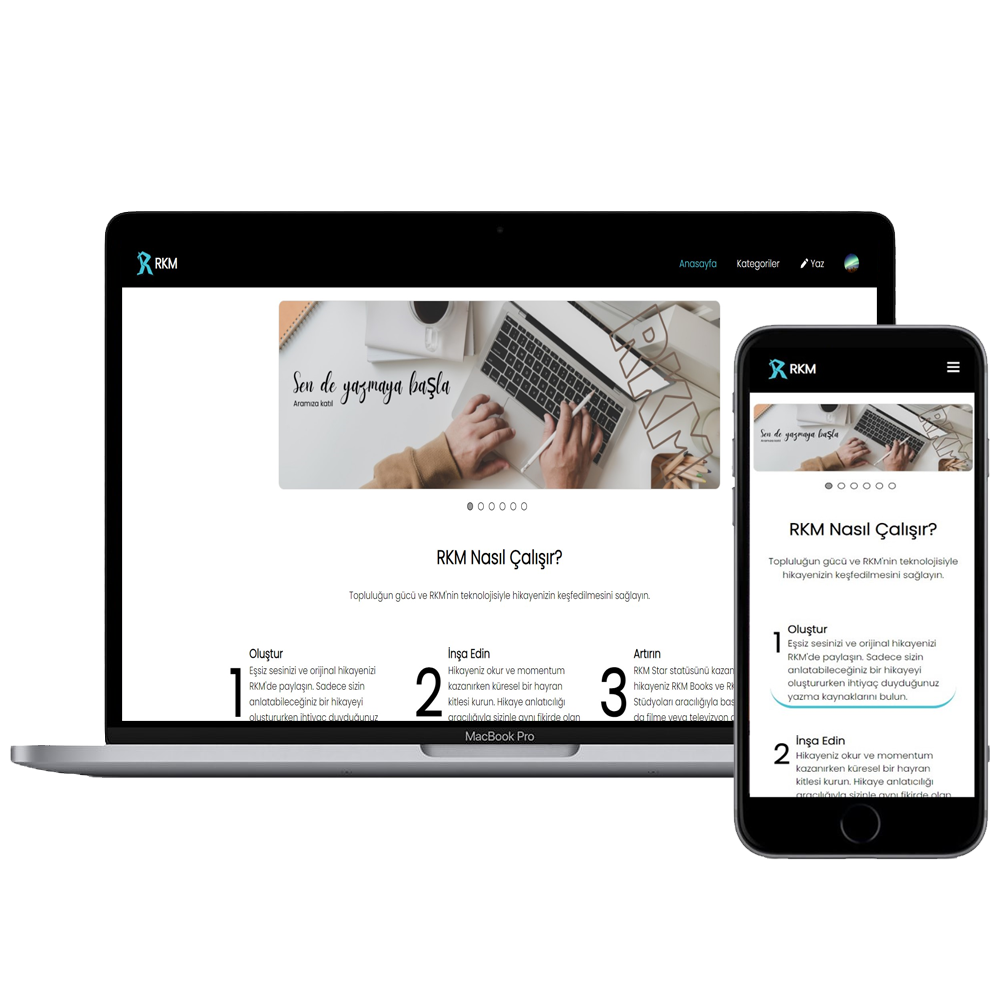 RKM
Anasayfa Kategoriler Yaz
Sen de yazmaya başla
Aramıza katıl
RKM
RKM Nasıl Çalışır?
Topluluğun gücü ve RKM'nin teknolojisiyle hikayenizin keşfedilmesini sağlayın.
1
Oluştur
Eşsiz sesinizi ve orijinal hikayenizi
RKM'de paylaşın. Sadece sizin
anlatabileceğiniz bir hikayeyi
oluştururken ihtiyaç duyduğunuz
2
İnşa Edin
Hikayeniz okur ve momentum
kazanırken küresel bir hayran
kitlesi kurun. Hikaye anlatıcılığı
aracılığıyla sizinle aynı fikirde olan
3
Artırın
RKM Star statüsünü kazan
hikayeniz RKM Books ve RK
Stüdyoları aracılığıyla bas
da filme veya televizyon
MacBook Pro
RKM
Sen de yazmaya başla
RKM
RKM Nasıl Çalışır?
Topluluğun gücü ve RKM'nin teknolojisiyle
hikayenizin keşfedilmesini sağlayın.
1
Oluştur
Eşsiz sesinizi ve orijinal hikayenizi
RKM'de paylaşın. Sadece sizin
anlatabileceğiniz bir hikayeyi
oluştururken ihtiyaç duyduğunuz
yazma kaynaklarını bulun.
2
İnşa Edin
Hikayeniz okur ve momentum
kazanırken küresel bir hayran
kitlesi kurun. Hikaye anlatıcılığı
aracılığıyla sizinle aynı fikirde olan